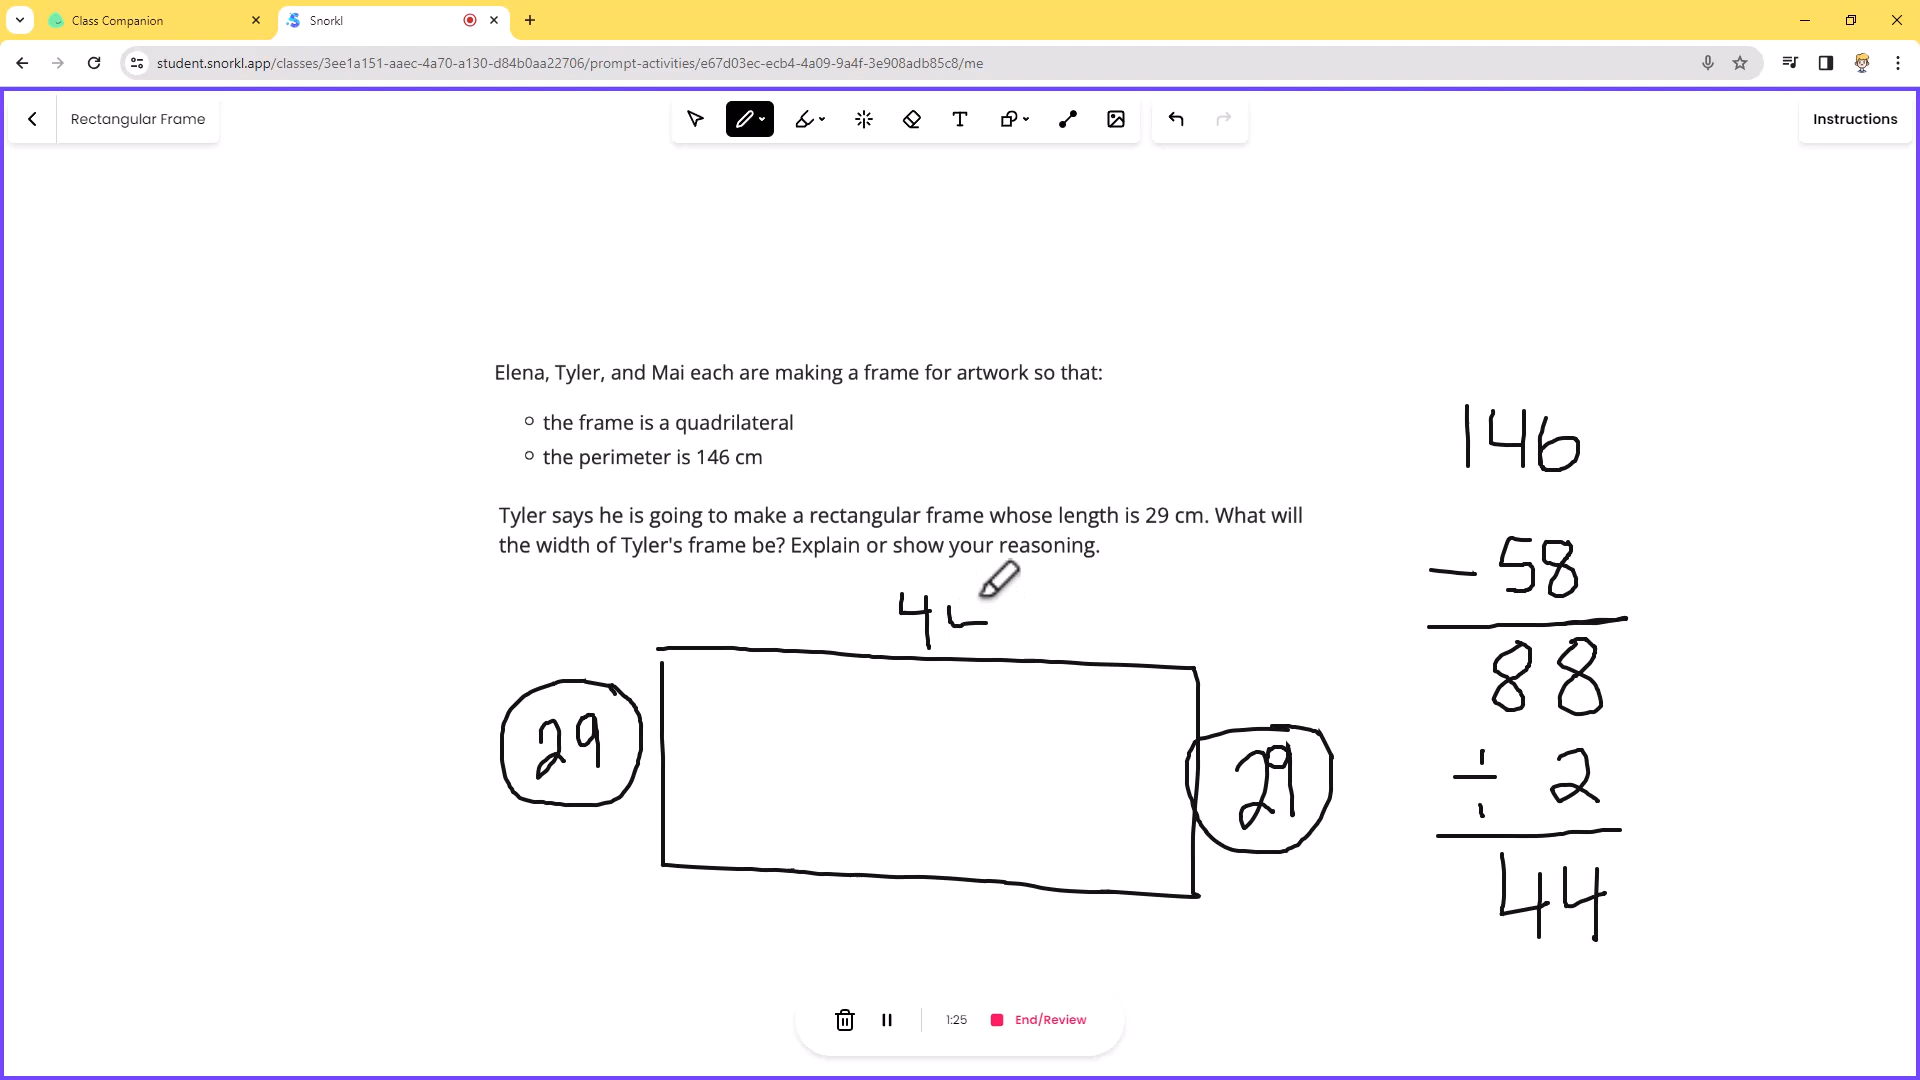 Class Companion
Snorkl
student.snorkl.app/classes/3ee1a151-aaec-4a70-a130-d84b0aa22706/prompt-activities/e67d03ec-ecb4-4a09-9a4f-3e908adb85c8/me
Rectangular Frame
T
Instructions
Elena, Tyler, and Mai each are making a frame for artwork so that:
the frame is a quadrilateral
the perimeter is 146 cm
Tyler says he is going to make a rectangular frame whose length is 29 cm. What will
the width of Tyler's frame be? Explain or show your reasoning.
4
29
29
146
- 58
88
÷ 2
44
1:25
End/Review